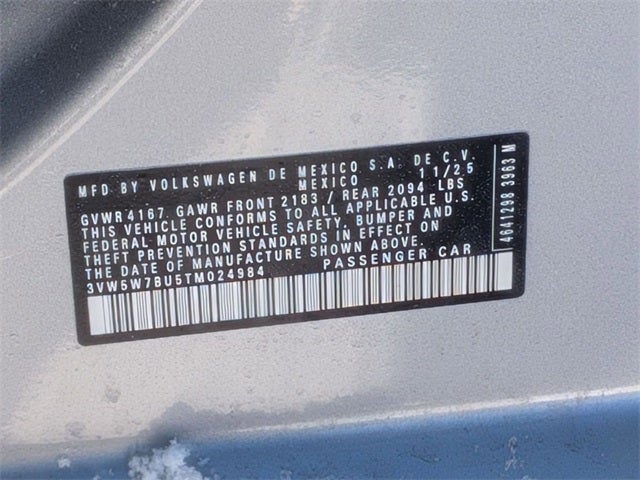 MFD BY VOLKSWAGEN DE MEXICO S.A. DE C.V.
MEXICO 11/25
GVWR 4167. GAWR FRONT 2183 / REAR 2094 LBS
THIS VEHICLE CONFORMS TO ALL APPLICABLE U.S.
FEDERAL MOTOR VEHICLE SAFETY, BUMPER AND
THEFT PREVENTION STANDARDS IN EFFECT ON
THE DATE OF MANUFACTURE SHOWN ABOVE.
3VW5W7BU5TM024984 PASSENGER CAR
46412983963 M